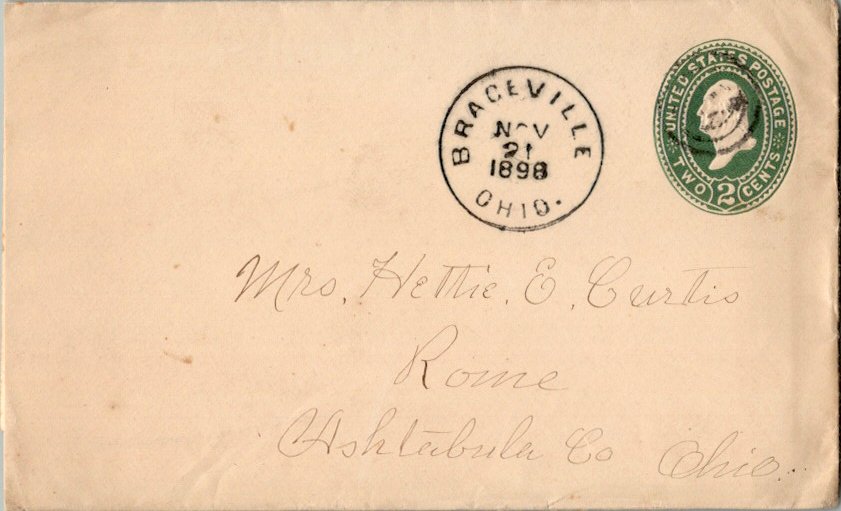 BRACEVILLE
NOV
21
1898
OHIO.
UNITED STATES POSTAGE
TWO 2 CENTS
Mrs. Hettie. E. Curtis
Rome
Ashtabula Co Ohio.